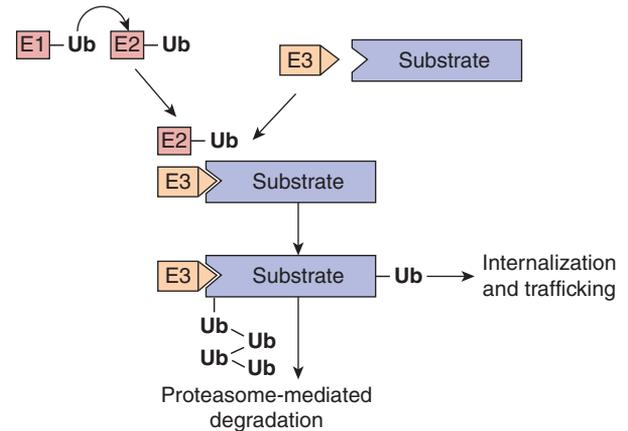 E1 Ub E2 Ub
E3 Substrate
E2 Ub
E3 Substrate
E3 Substrate Ub Internalization
and trafficking
Ub
Ub
Ub
Ub
Proteasome-mediated
degradation